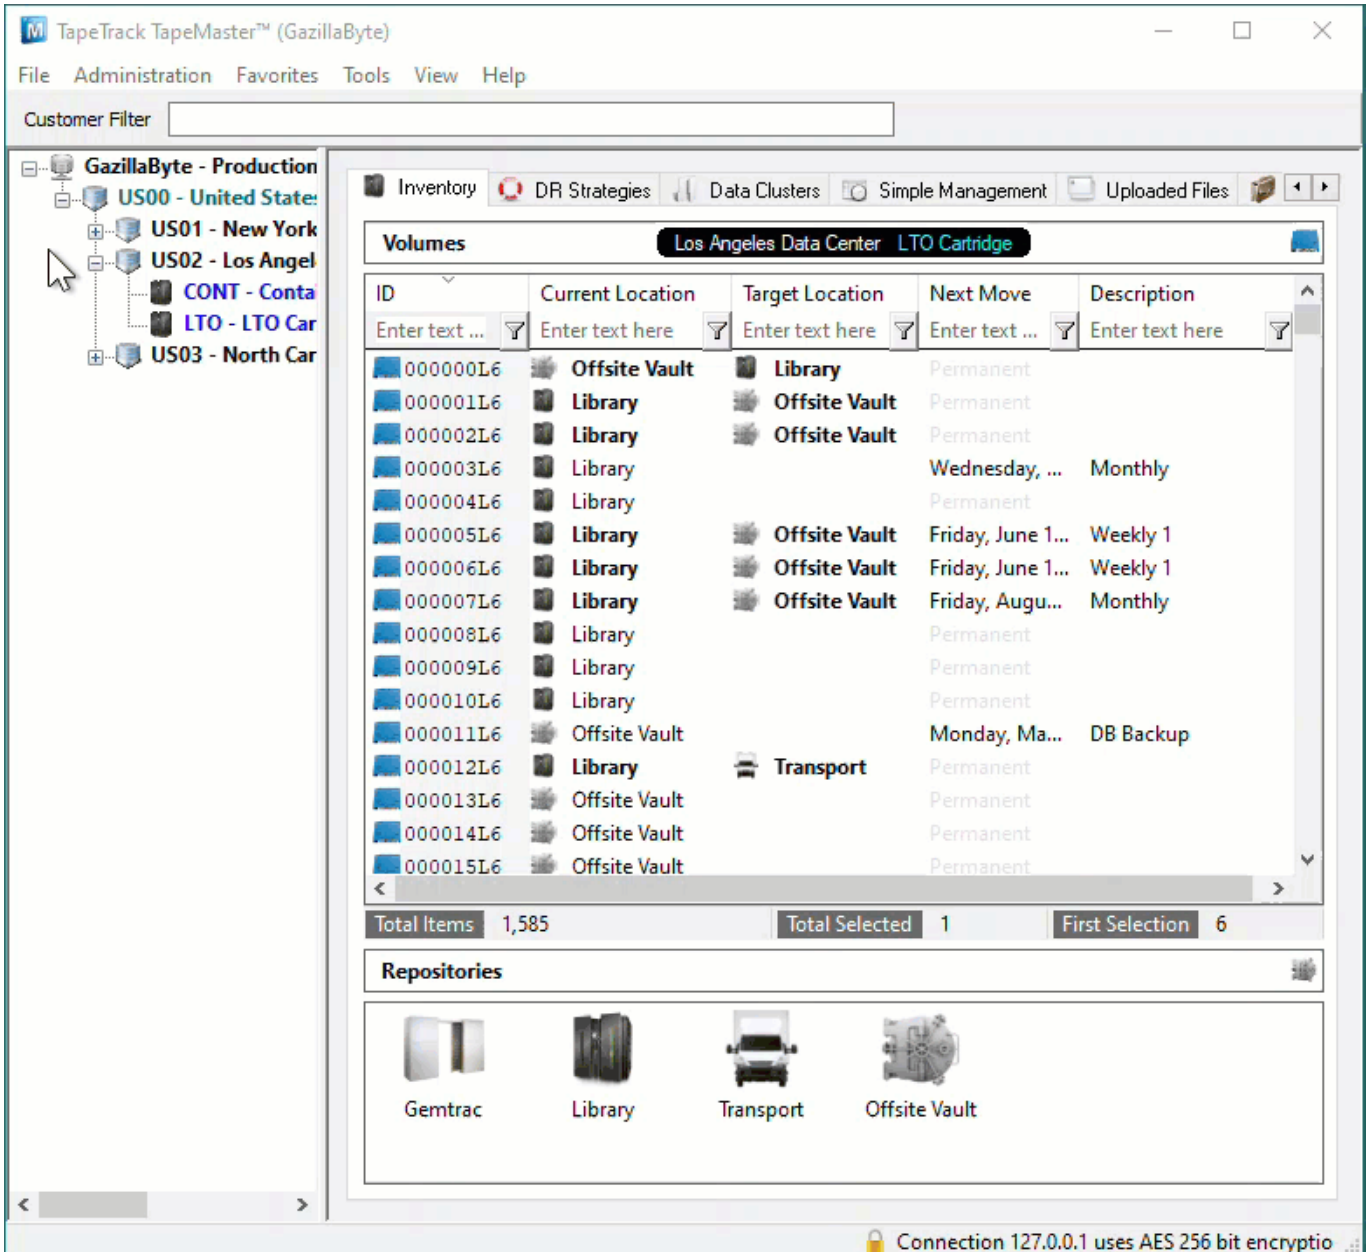 TapeTrack TapeMaster™ (GazillaByte)
File Administration Favorites Tools View Help
Customer Filter
GazillaByte - Production
US00 - United States
US01 - New York
US02 - Los Angel
CONT - Conta
LTO - LTO Car
US03 - North Car
Inventory DR Strategies Data Clusters Simple Management Uploaded Files
Volumes Los Angeles Data Center LTO Cartridge
ID Current Location Target Location Next Move Description
Enter text ... Enter text here Enter text here Enter text ... Enter text here
000000L6 Offsite Vault Library Permanent
000001L6 Library Offsite Vault Permanent
000002L6 Library Offsite Vault Permanent
000003L6 Library Wednesday, ... Monthly
000004L6 Library Permanent
000005L6 Library Offsite Vault Friday, June 1... Weekly 1
000006L6 Library Offsite Vault Friday, June 1... Weekly 1
000007L6 Library Offsite Vault Friday, Augu... Monthly
000008L6 Library Permanent
000009L6 Library Permanent
000010L6 Library Permanent
000011L6 Offsite Vault Monday, Ma... DB Backup
000012L6 Library Transport Permanent
000013L6 Offsite Vault Permanent
000014L6 Offsite Vault Permanent
000015L6 Offsite Vault Permanent
Total Items 1,585 Total Selected 1 First Selection 6
Repositories
Gemtrac Library Transport Offsite Vault
Connection 127.0.0.1 uses AES 256 bit encryptio